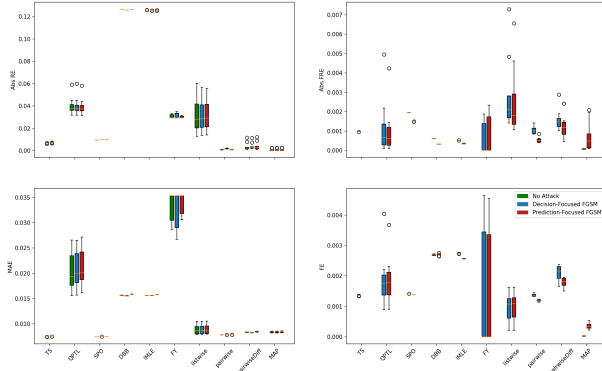 Abs RE
0.12
0.10
0.08
0.06
0.04
0.02
0.00
Abs FRE
0.007
0.006
0.005
0.004
0.003
0.002
0.001
0.000
MAE
0.035
0.030
0.025
0.020
0.015
0.010
TS
QPTL
SPO
DBB
IMLE
FY
listwise
pairwise
pairwiseDiff
MAP
FE
0.004
0.003
0.002
0.001
0.000
No Attack
Decision-Focused FGSM
Prediction-Focused FGSM
TS
QPTL
SPO
DBB
IMLE
FY
listwise
pairwise
pairwiseDiff
MAP